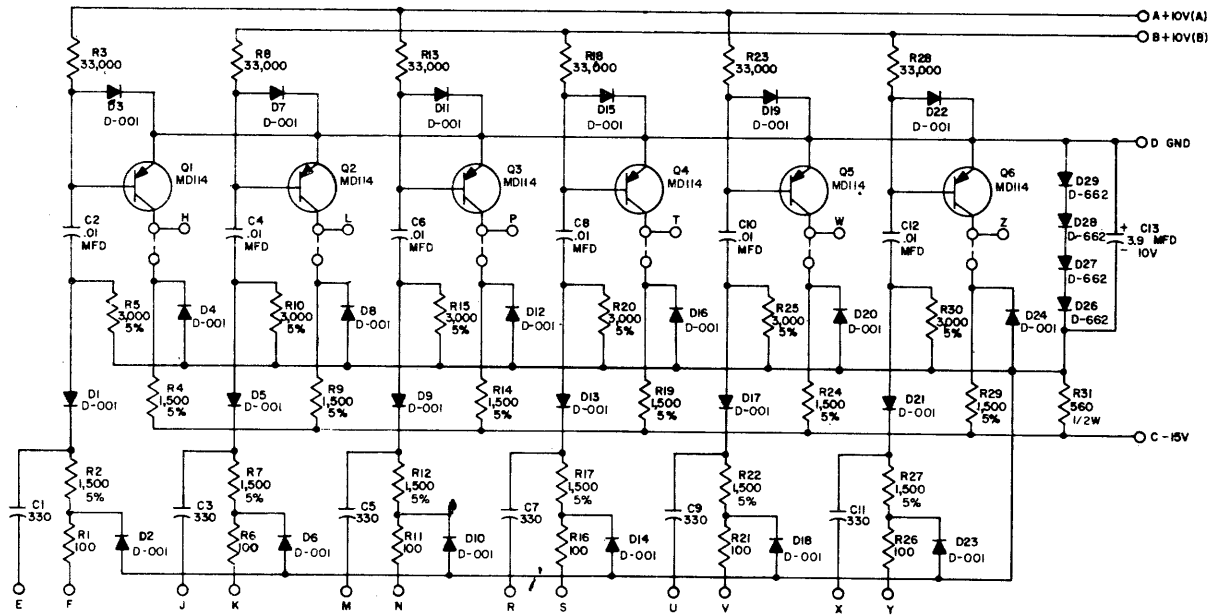 A+10V(A)
B+10V(B)
R3
33,000
R8
33,000
R13
33,000
R18
33,000
R23
33,000
R28
33,000
D3
D-001
D7
D-001
D11
D-001
D15
D-001
D19
D-001
D22
D-001
D GND
Q1
MD114
Q2
MD114
Q3
MD114
Q4
MD114
Q5
MD114
Q6
MD114
D29
D-662
D28
D-662
D27
D-662
D26
D-662
+
C13
3.9 MFD
10V
-
H
L
P
T
W
Z
C2
.01
MFD
C4
.01
MFD
C6
.01
MFD
C8
.01
MFD
C10
.01
MFD
C12
.01
MFD
R5
3,000
5%
D4
D-001
R10
3,000
5%
D8
D-001
R15
3,000
5%
D12
D-001
R20
3,000
5%
D16
D-001
R25
3,000
5%
D20
D-001
R30
3,000
5%
D24
D-001
D1
D-001
R4
1,500
5%
D5
D-001
R9
1,500
5%
D9
D-001
R14
1,500
5%
D13
D-001
R19
1,500
5%
D17
D-001
R24
1,500
5%
D21
D-001
R29
1,500
5%
R31
560
1/2W
C-15V
C1
330
R2
1,500
5%
R1
100
D2
D-001
C3
330
R7
1,500
5%
R6
100
D6
D-001
C5
330
R12
1,500
5%
R11
100
D10
D-001
C7
330
R17
1,500
5%
R16
100
D14
D-001
C9
330
R22
1,500
5%
R21
100
D18
D-001
C11
330
R27
1,500
5%
R26
100
D23
D-001
E F J K M N R S U V X Y